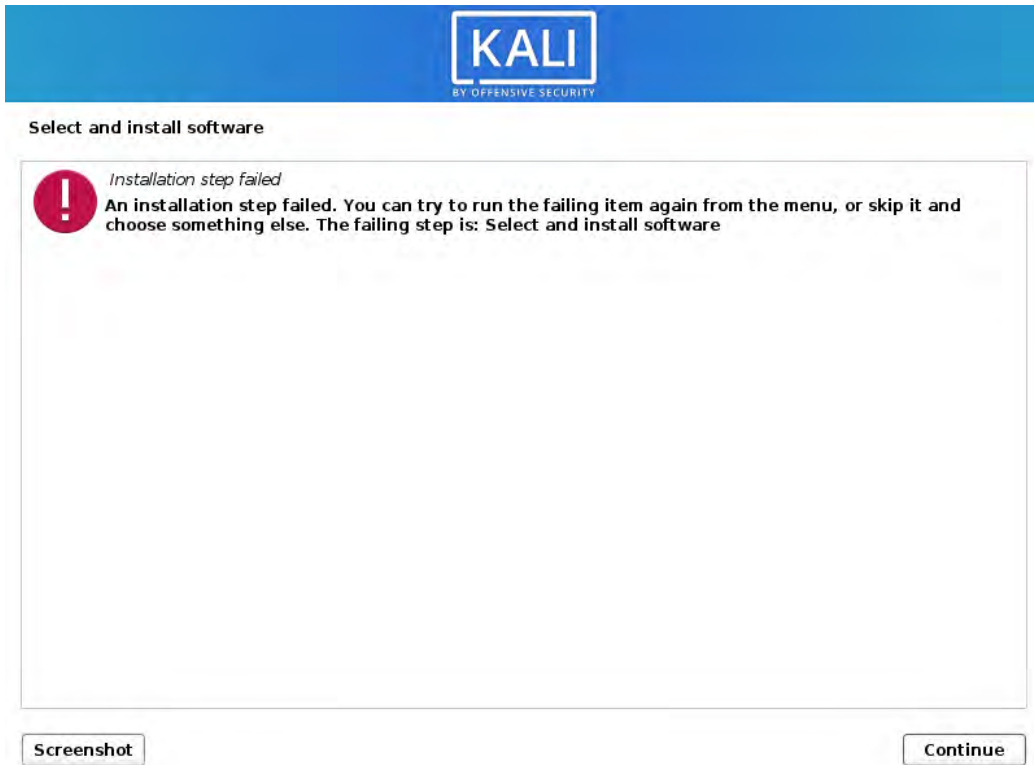 KALI
BY OFFENSIVE SECURITY
Select and install software
!
Installation step failed
An installation step failed. You can try to run the failing item again from the menu, or skip it and
choose something else. The failing step is: Select and install software
Screenshot
Continue